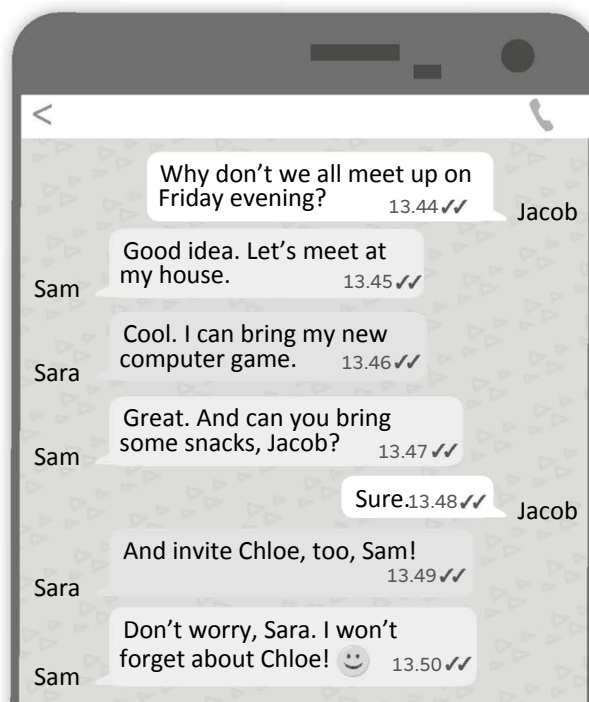 Why don't we all meet up on
Friday evening? 13.44
Jacob
Good idea. Let's meet at
my house. 13.45
Sam
Cool. I can bring my new
computer game. 13.46
Sara
Great. And can you bring
some snacks, Jacob? 13.47
Sam
Sure.13.48
Jacob
And invite Chloe, too, Sam!
13.49
Sara
Don't worry, Sara. I won't
forget about Chloe! 13.50
Sam